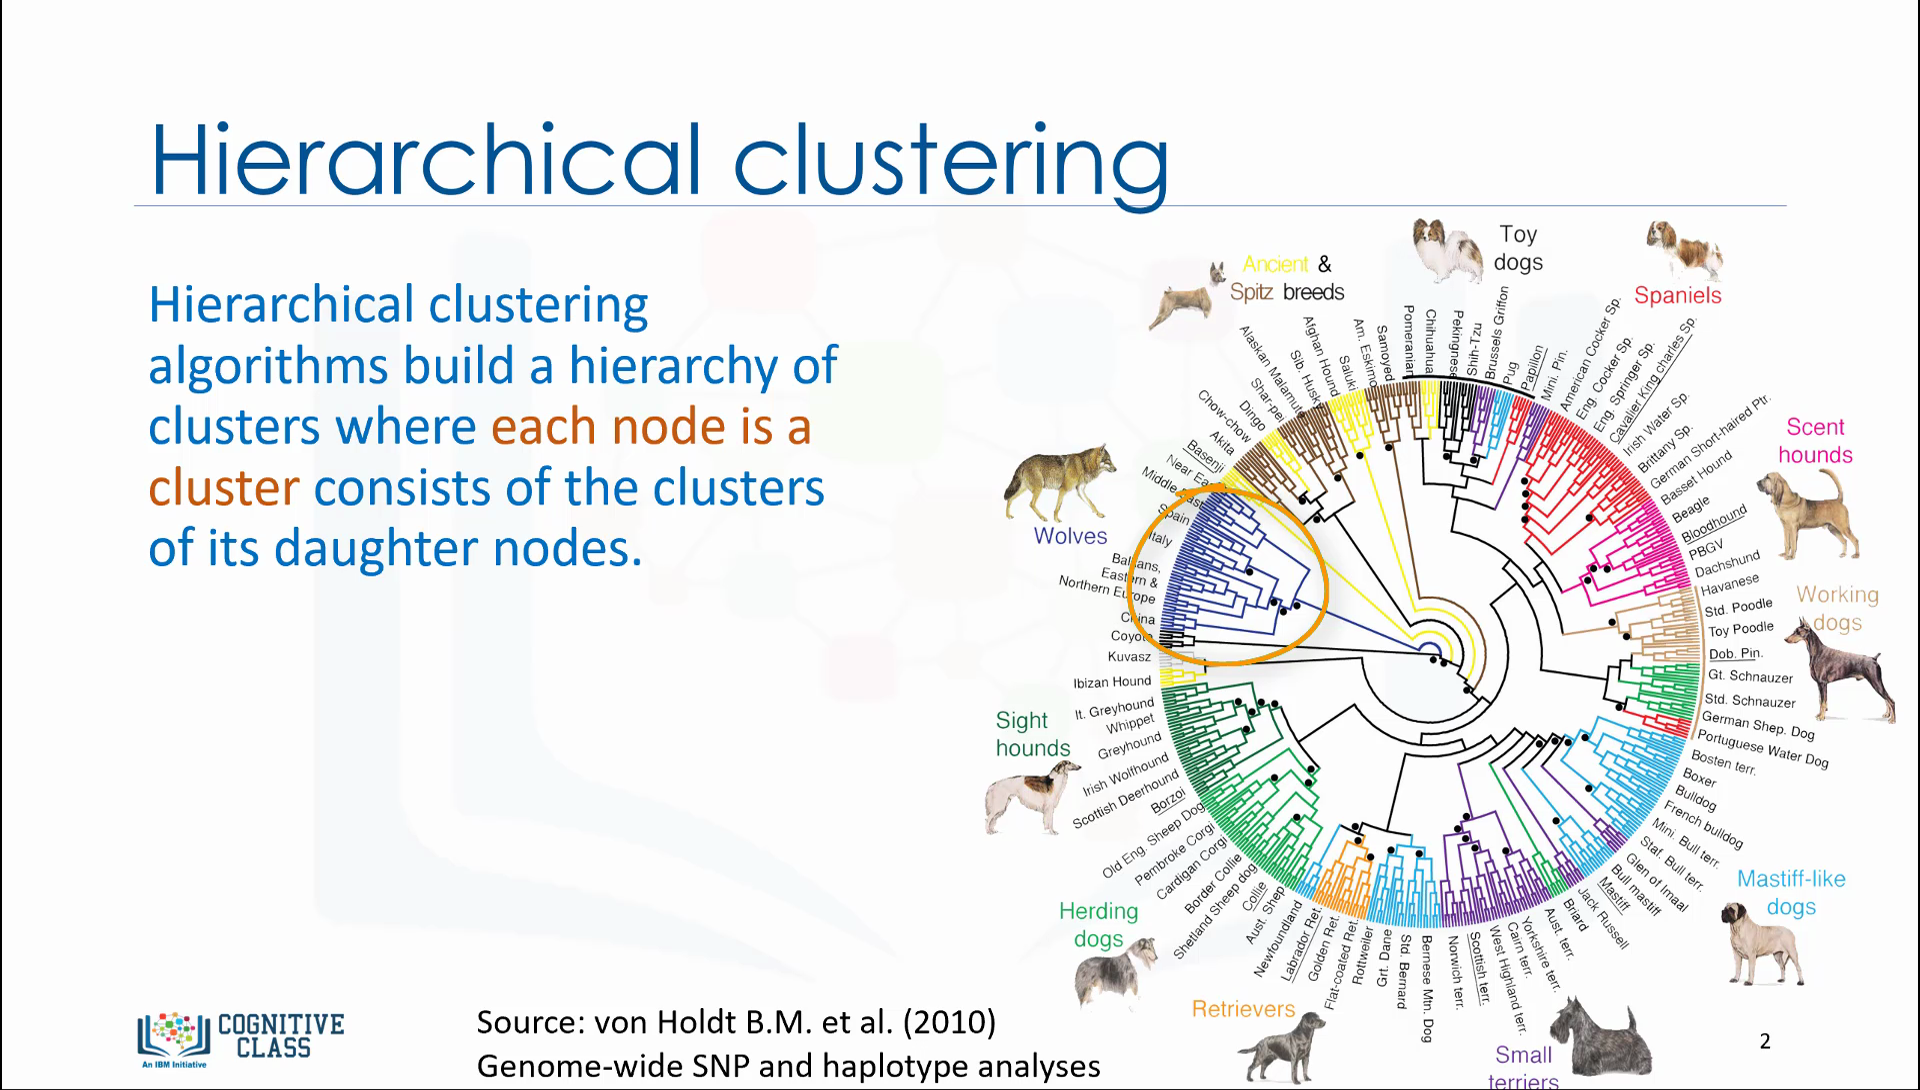 Hierarchical clustering
Hierarchical clustering
algorithms build a hierarchy of
clusters where each node is a
cluster consists of the clusters
of its daughter nodes.
Ancient &
Spitz breeds
Toy
dogs
Spaniels
Scent
hounds
Working
dogs
Mastiff-like
dogs
Small
terriers
Retrievers
Herding
dogs
Sight
hounds
Wolves
Middle East
Spain
Italy
Balkans,
Eastern &
Northern Europe
China
Coyote
Kuvasz
Ibizan Hound
It. Greyhound
Whippet
Greyhound
Irish Wolfhound
Scottish Deerhound
Borzoi
Old Eng. Sheep Dog
Pembroke Corgi
Cardigan Corgi
Border Collie
Shetland Sheep dog
Collie
Aust. Shep
Newfoundland
Labrador Ret.
Golden Ret.
Flat-coated Ret.
Rottweiler
Grt. Dane
Std. Bernard
Bernese Mtn. Dog
Norwich terr.
Scottish terr.
West Highland terr.
Cairn terr.
Yorkshire terr.
Aust. terr.
Briard
Jack Russell
Mastiff
Bull mastiff
Glen of Imaal
Staf. Bull terr.
Mini. Bull terr.
French bulldog
Bulldog
Boxer
Bosten terr.
Portuguese Water Dog
German Shep. Dog
Std. Schnauzer
Gt. Schnauzer
Dob. Pin.
Toy Poodle
Std. Poodle
Havanese
Dachshund
PBGV
Bloodhound
Beagle
Basset Hound
German Short-haired Ptr.
Brittany Sp.
Irish Water Sp.
Cavalier King charles Sp.
Eng. Springer Sp.
Eng. Cocker Sp.
American Cocker Sp.
Mini. Pin.
Papillon
Pug
Brussels Griffon
Shih-Tzu
Pekingnese
Chihuahua
Pomeranian
Samoyed
Am. Eskimo
Saluki
Afghan Hound
Sib. Husk
Alaskan Malamute
Shar-pei
Dingo
Chow-chow
Akita
Basenji
Near
COGNITIVE
CLASS
An IBM Initiative
Source: von Holdt B.M. et al. (2010)
Genome-wide SNP and haplotype analyses
2